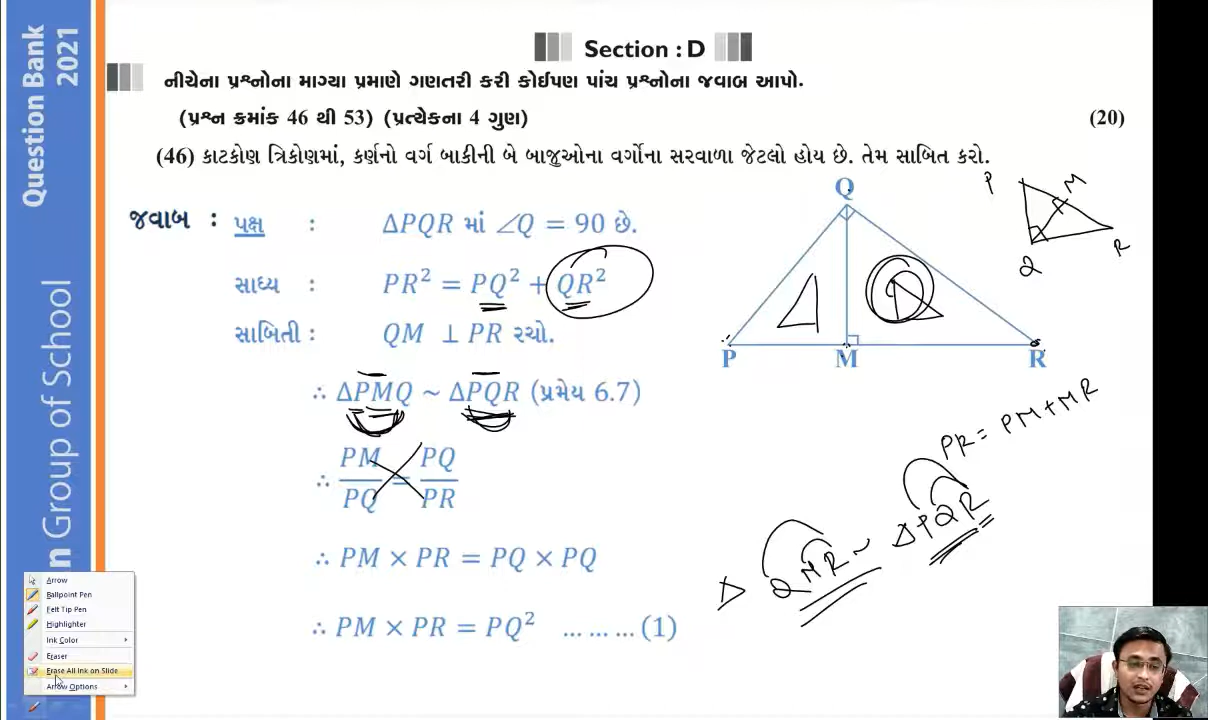 Question Bank
2021
n Group of School
Section : D
નીચેના પ્રશ્નોના માગ્યા પ્રમાણે ગણતરી કરી કોઈપણ પાંચ પ્રશ્નોના જવાબ આપો.
(પ્રશ્ન ક્રમાંક 46 થી 53) (પ્રત્યેકના 4 ગુણ) (20)
(46) કાટકોણ ત્રિકોણમાં, કર્ણનો વર્ગ બાકીની બે બાજુઓના વર્ગોના સરવાળા જેટલો હોય છે. તેમ સાબિત કરો.
જવાબ : પક્ષ : ΔPQR માં ∠Q = 90 છે.
સાધ્ય : PR² = PQ² + QR²
સાબિતી : QM ⊥ PR રચો.
∴ ΔPMQ ~ ΔPQR (પ્રમેય 6.7)
∴ PM/PQ = PQ/PR
∴ PM × PR = PQ × PQ
∴ PM × PR = PQ² ... ... ... (1)
Q
P M R
P M
Q R
PR = PM + MR
Δ QMR ~ Δ PQR
Arrow
Ballpoint Pen
Felt Tip Pen
Highlighter
Ink Color
Eraser
Erase All Ink on Slide
Arrow Options